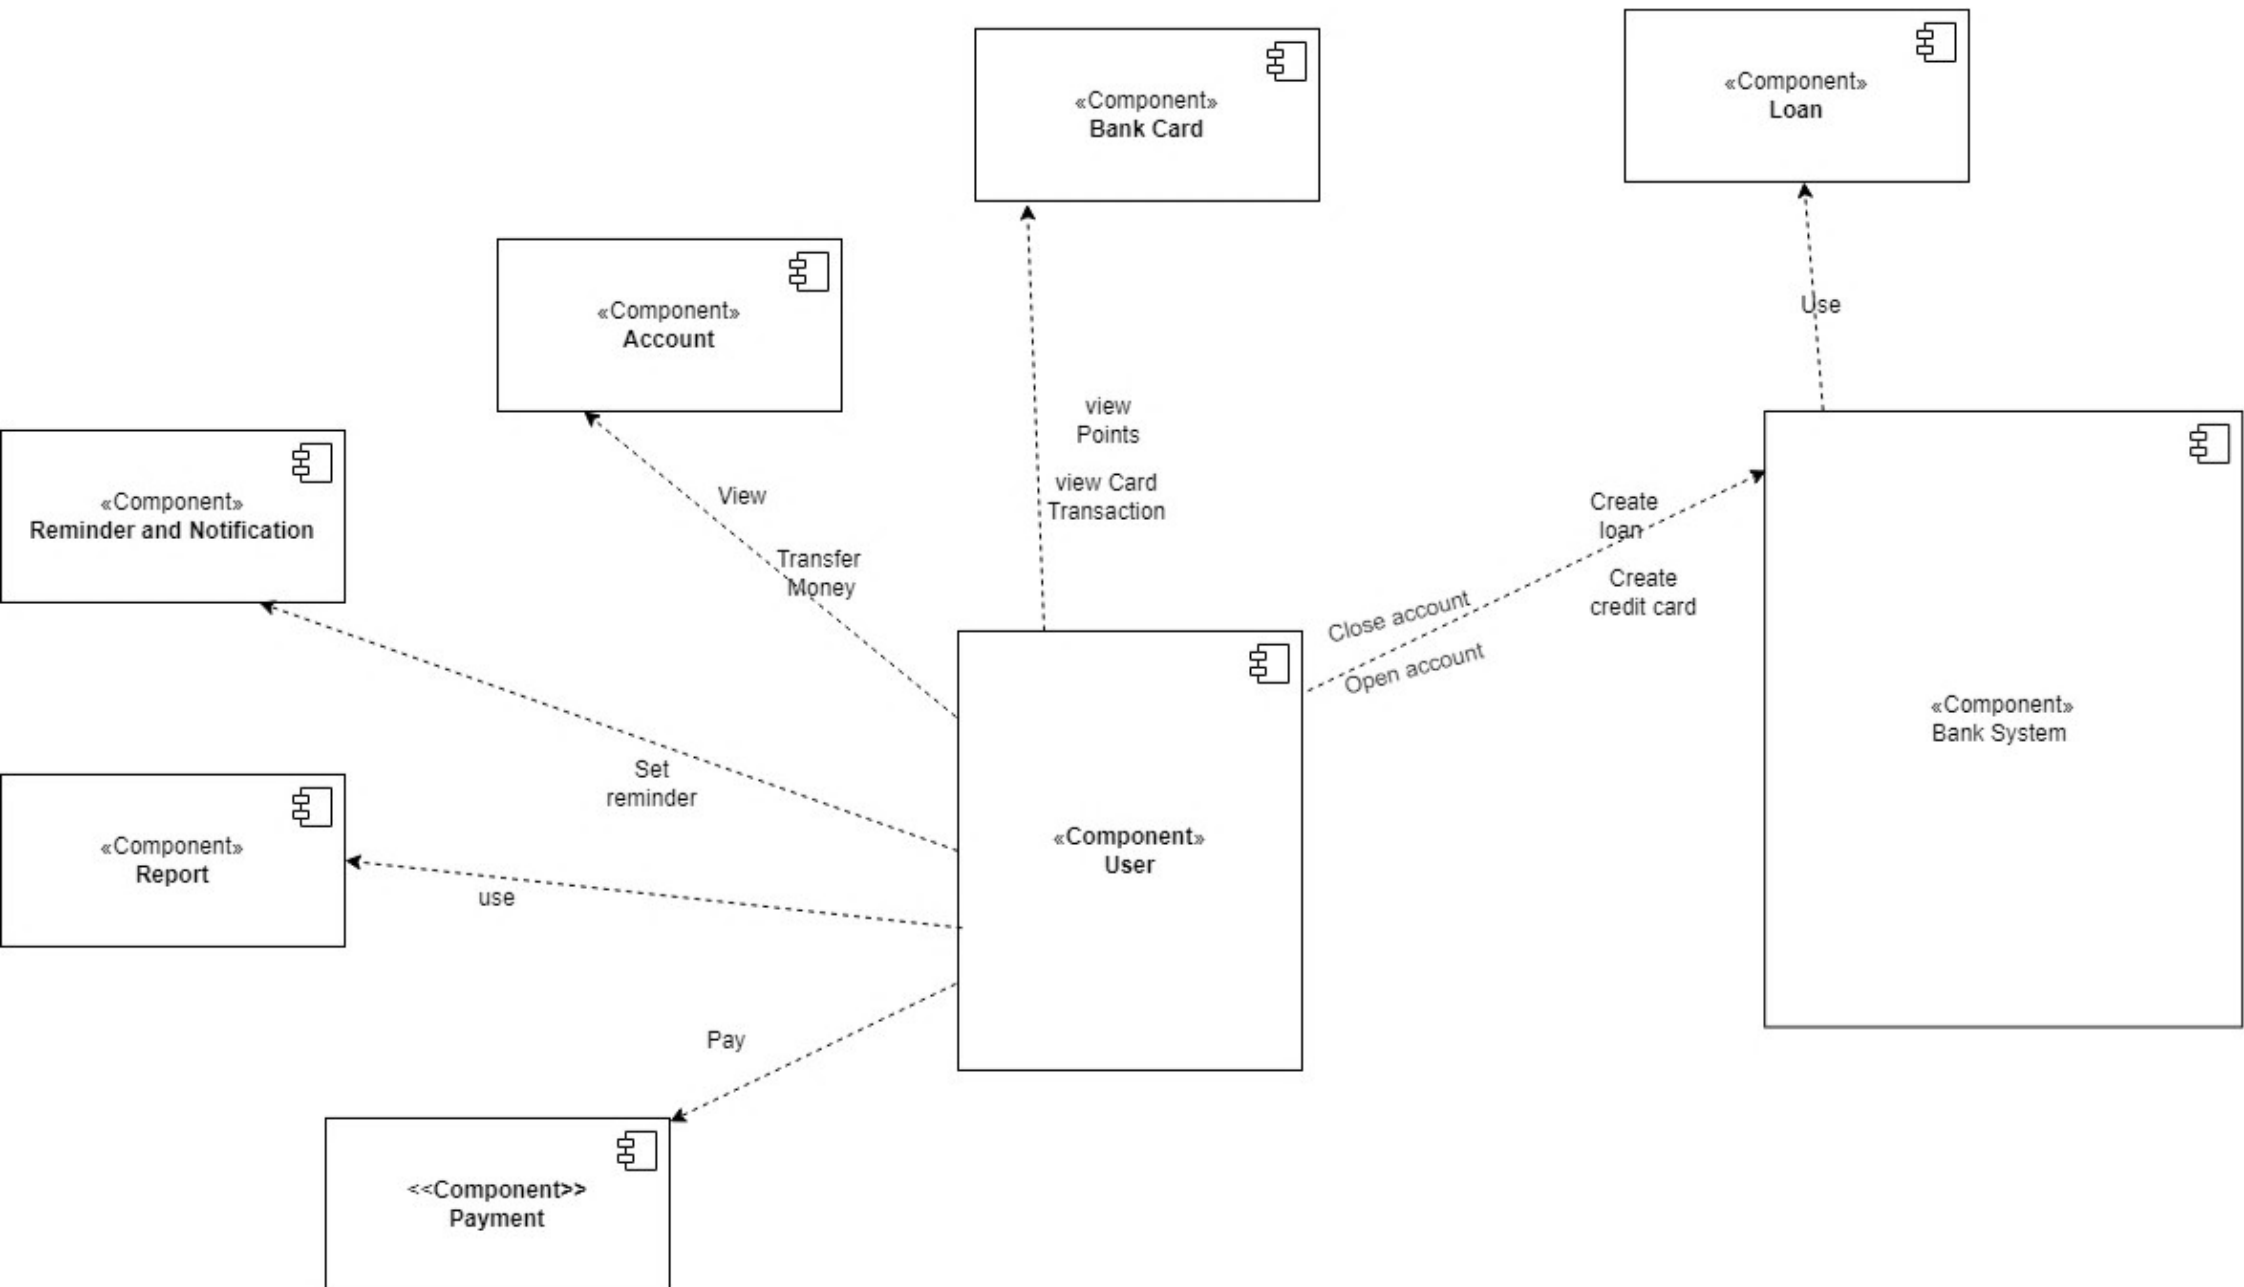 «Component»
Loan
«Component»
Bank Card
«Component»
Account
Use
view
Points
view Card
Transaction
View
Transfer
Money
«Component»
Reminder and Notification
Create
loan
Create
credit card
Close account
Open account
«Component»
Bank System
Set
reminder
«Component»
User
«Component»
Report
use
Pay
<<Component>>
Payment